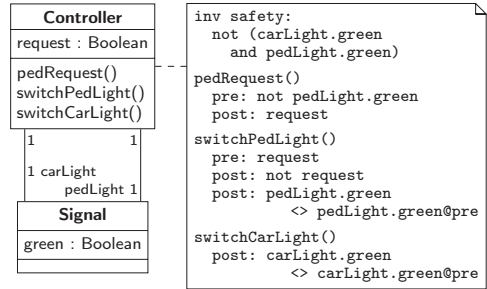 Controller
request : Boolean
pedRequest()
switchPedLight()
switchCarLight()
1 1
1 carLight
pedLight 1
Signal
green : Boolean
inv safety:
not (carLight.green
and pedLight.green)
pedRequest()
pre: not pedLight.green
post: request
switchPedLight()
pre: request
post: not request
post: pedLight.green
<> pedLight.green@pre
switchCarLight()
post: carLight.green
<> carLight.green@pre